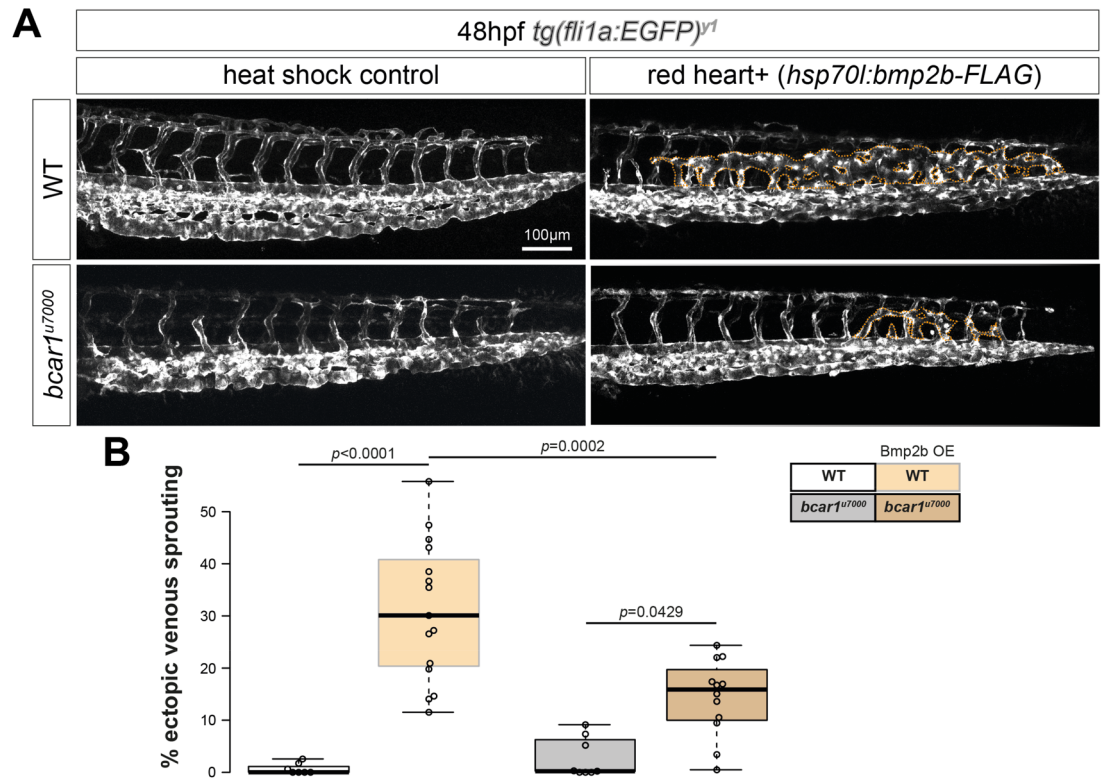 A
48hpf tg(fli1a:EGFP)y1
heat shock control
red heart+ (hsp70l:bmp2b-FLAG)
WT
100µm
bcar1u7000
B
p<0.0001
p=0.0002
Bmp2b OE
WT WT
bcar1u7000 bcar1u7000
% ectopic venous sprouting
50
40
30
20
10
0
p=0.0429